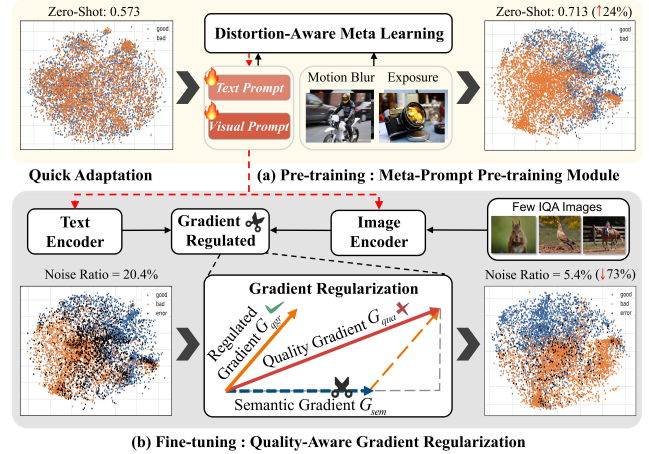 Zero-Shot: 0.573
good
bad
Distortion-Aware Meta Learning
Text Prompt
Visual Prompt
Motion Blur
Exposure
Zero-Shot: 0.713 (↑24%)
good
bad
Quick Adaptation
(a) Pre-training : Meta-Prompt Pre-training Module
Text
Encoder
Gradient
Regulated
Image
Encoder
Few IQA Images
Noise Ratio = 20.4%
good
bad
error
Gradient Regularization
Regulated
Gradient G_qgr
Quality Gradient G_qua
Semantic Gradient G_sem
Noise Ratio = 5.4% (↓73%)
good
bad
error
(b) Fine-tuning : Quality-Aware Gradient Regularization